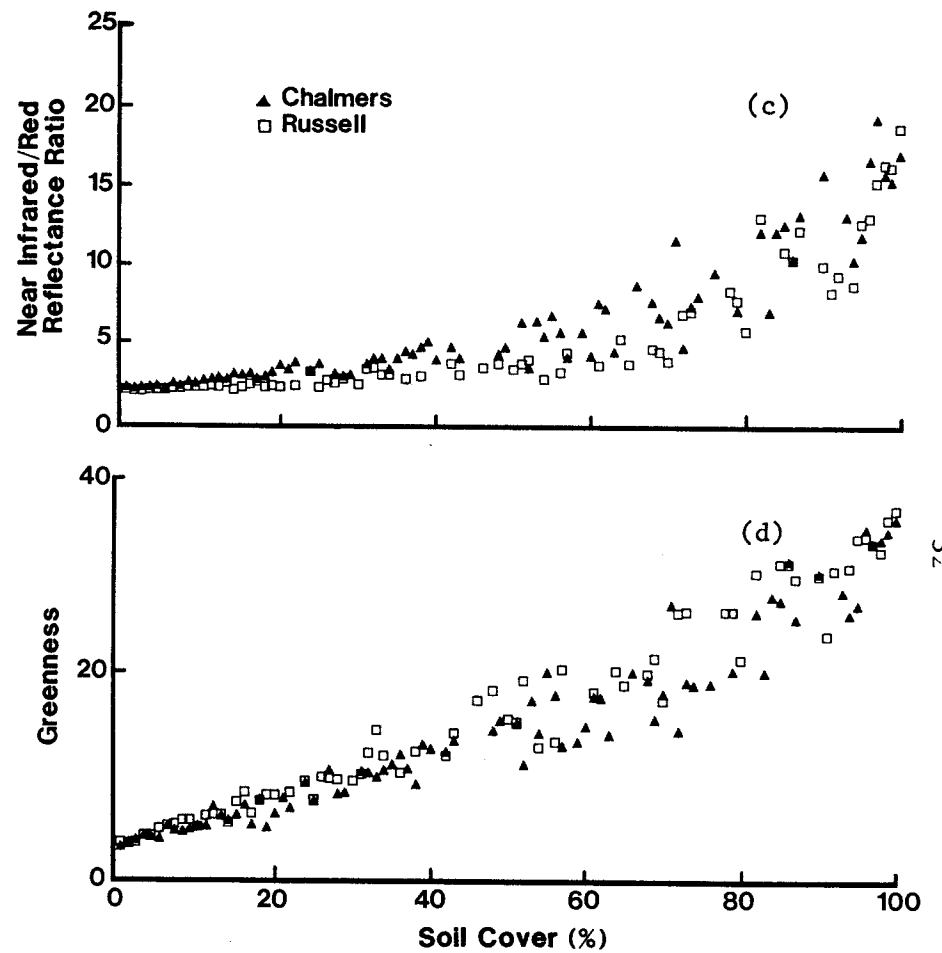 25
20
15
10
5
0
Near Infrared/Red
Reflectance Ratio
▲ Chalmers
□ Russell
(c)
40
20
0
Greenness
(d)
0 20 40 60 80 100
Soil Cover (%)